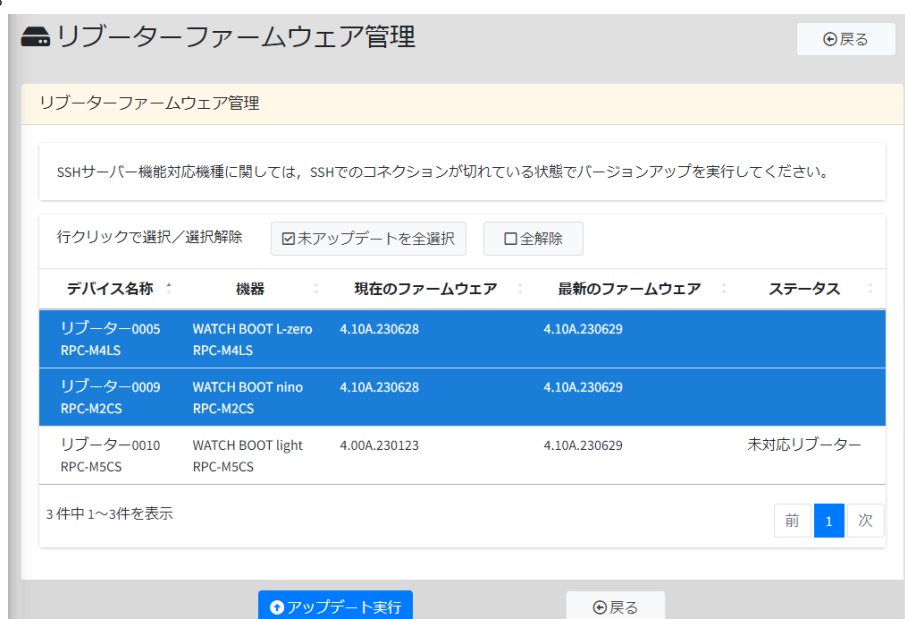 リブーターファームウェア管理
戻る
リブーターファームウェア管理
SSHサーバー機能対応機種に関しては，SSHでのコネクションが切れている状態でバージョンアップを実行してください。
行クリックで選択／選択解除 未アップデートを全選択 全解除
デバイス名称 機器 現在のファームウェア 最新のファームウェア ステータス
リブーター0005 WATCH BOOT L-zero 4.10A.230628 4.10A.230629
RPC-M4LS RPC-M4LS
リブーター0009 WATCH BOOT nino 4.10A.230628 4.10A.230629
RPC-M2CS RPC-M2CS
リブーター0010 WATCH BOOT light 4.00A.230123 4.10A.230629 未対応リブーター
RPC-M5CS RPC-M5CS
3 件中 1～3件を表示
前 1 次
アップデート実行 戻る